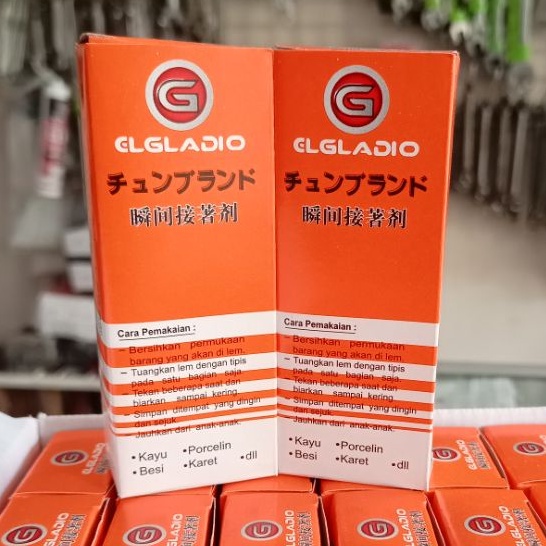 G
ELGLADIO
チュンブランド
瞬间接著剂
Cara Pemakaian :
– Bersihkan permukaan
barang yang akan di lem.
– Tuangkan lem dengan tipis
pada satu bagian saja.
– Tekan beberapa saat dan
biarkan sampai kering.
– Simpan ditempat yang dingin
dan sejuk.
– Jauhkan dari anak-anak.
• Kayu • Porcelin
• Besi • Karet • dll
G
ELGLADIO
チュンブランド
瞬间接著剂
Cara Pemakaian :
– Bersihkan permukaan
barang yang akan di lem.
– Tuangkan lem dengan tipis
pada satu bagian saja.
– Tekan beberapa saat dan
biarkan sampai kering.
– Simpan ditempat yang dingin
dan sejuk.
– Jauhkan dari anak-anak.
• Kayu • Porcelin
• Besi • Karet • dll
ELGLADIO
ELGLADIO
ELGLADIO
ELGLADIO